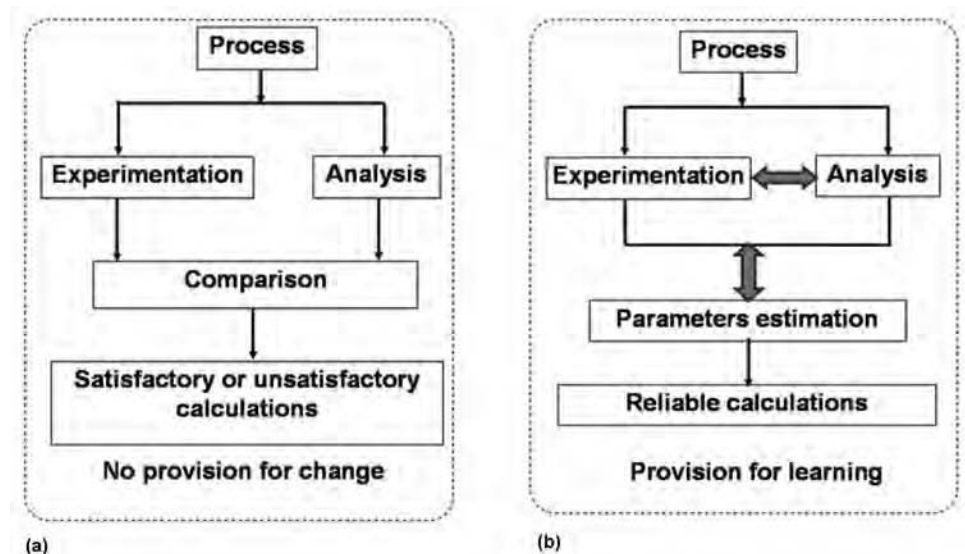 Process
Experimentation
Analysis
Comparison
Satisfactory or unsatisfactory
calculations
No provision for change
(a)
Process
Experimentation
Analysis
Parameters estimation
Reliable calculations
Provision for learning
(b)